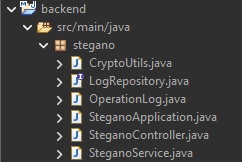 backend
src/main/java
stegano
CryptoUtils.java
LogRepository.java
OperationLog.java
SteganoApplication.java
SteganoController.java
SteganoService.java